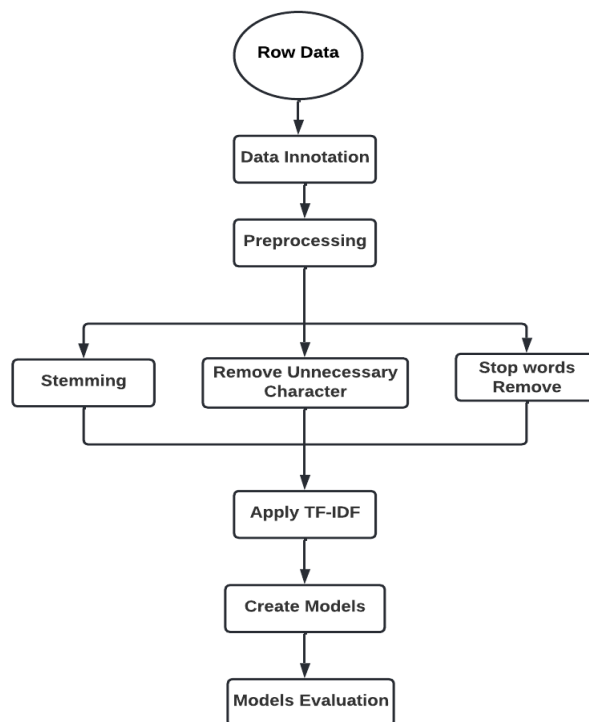 Row Data
Data Innotation
Preprocessing
Stemming
Remove Unnecessary
Character
Stop words
Remove
Apply TF-IDF
Create Models
Models Evaluation